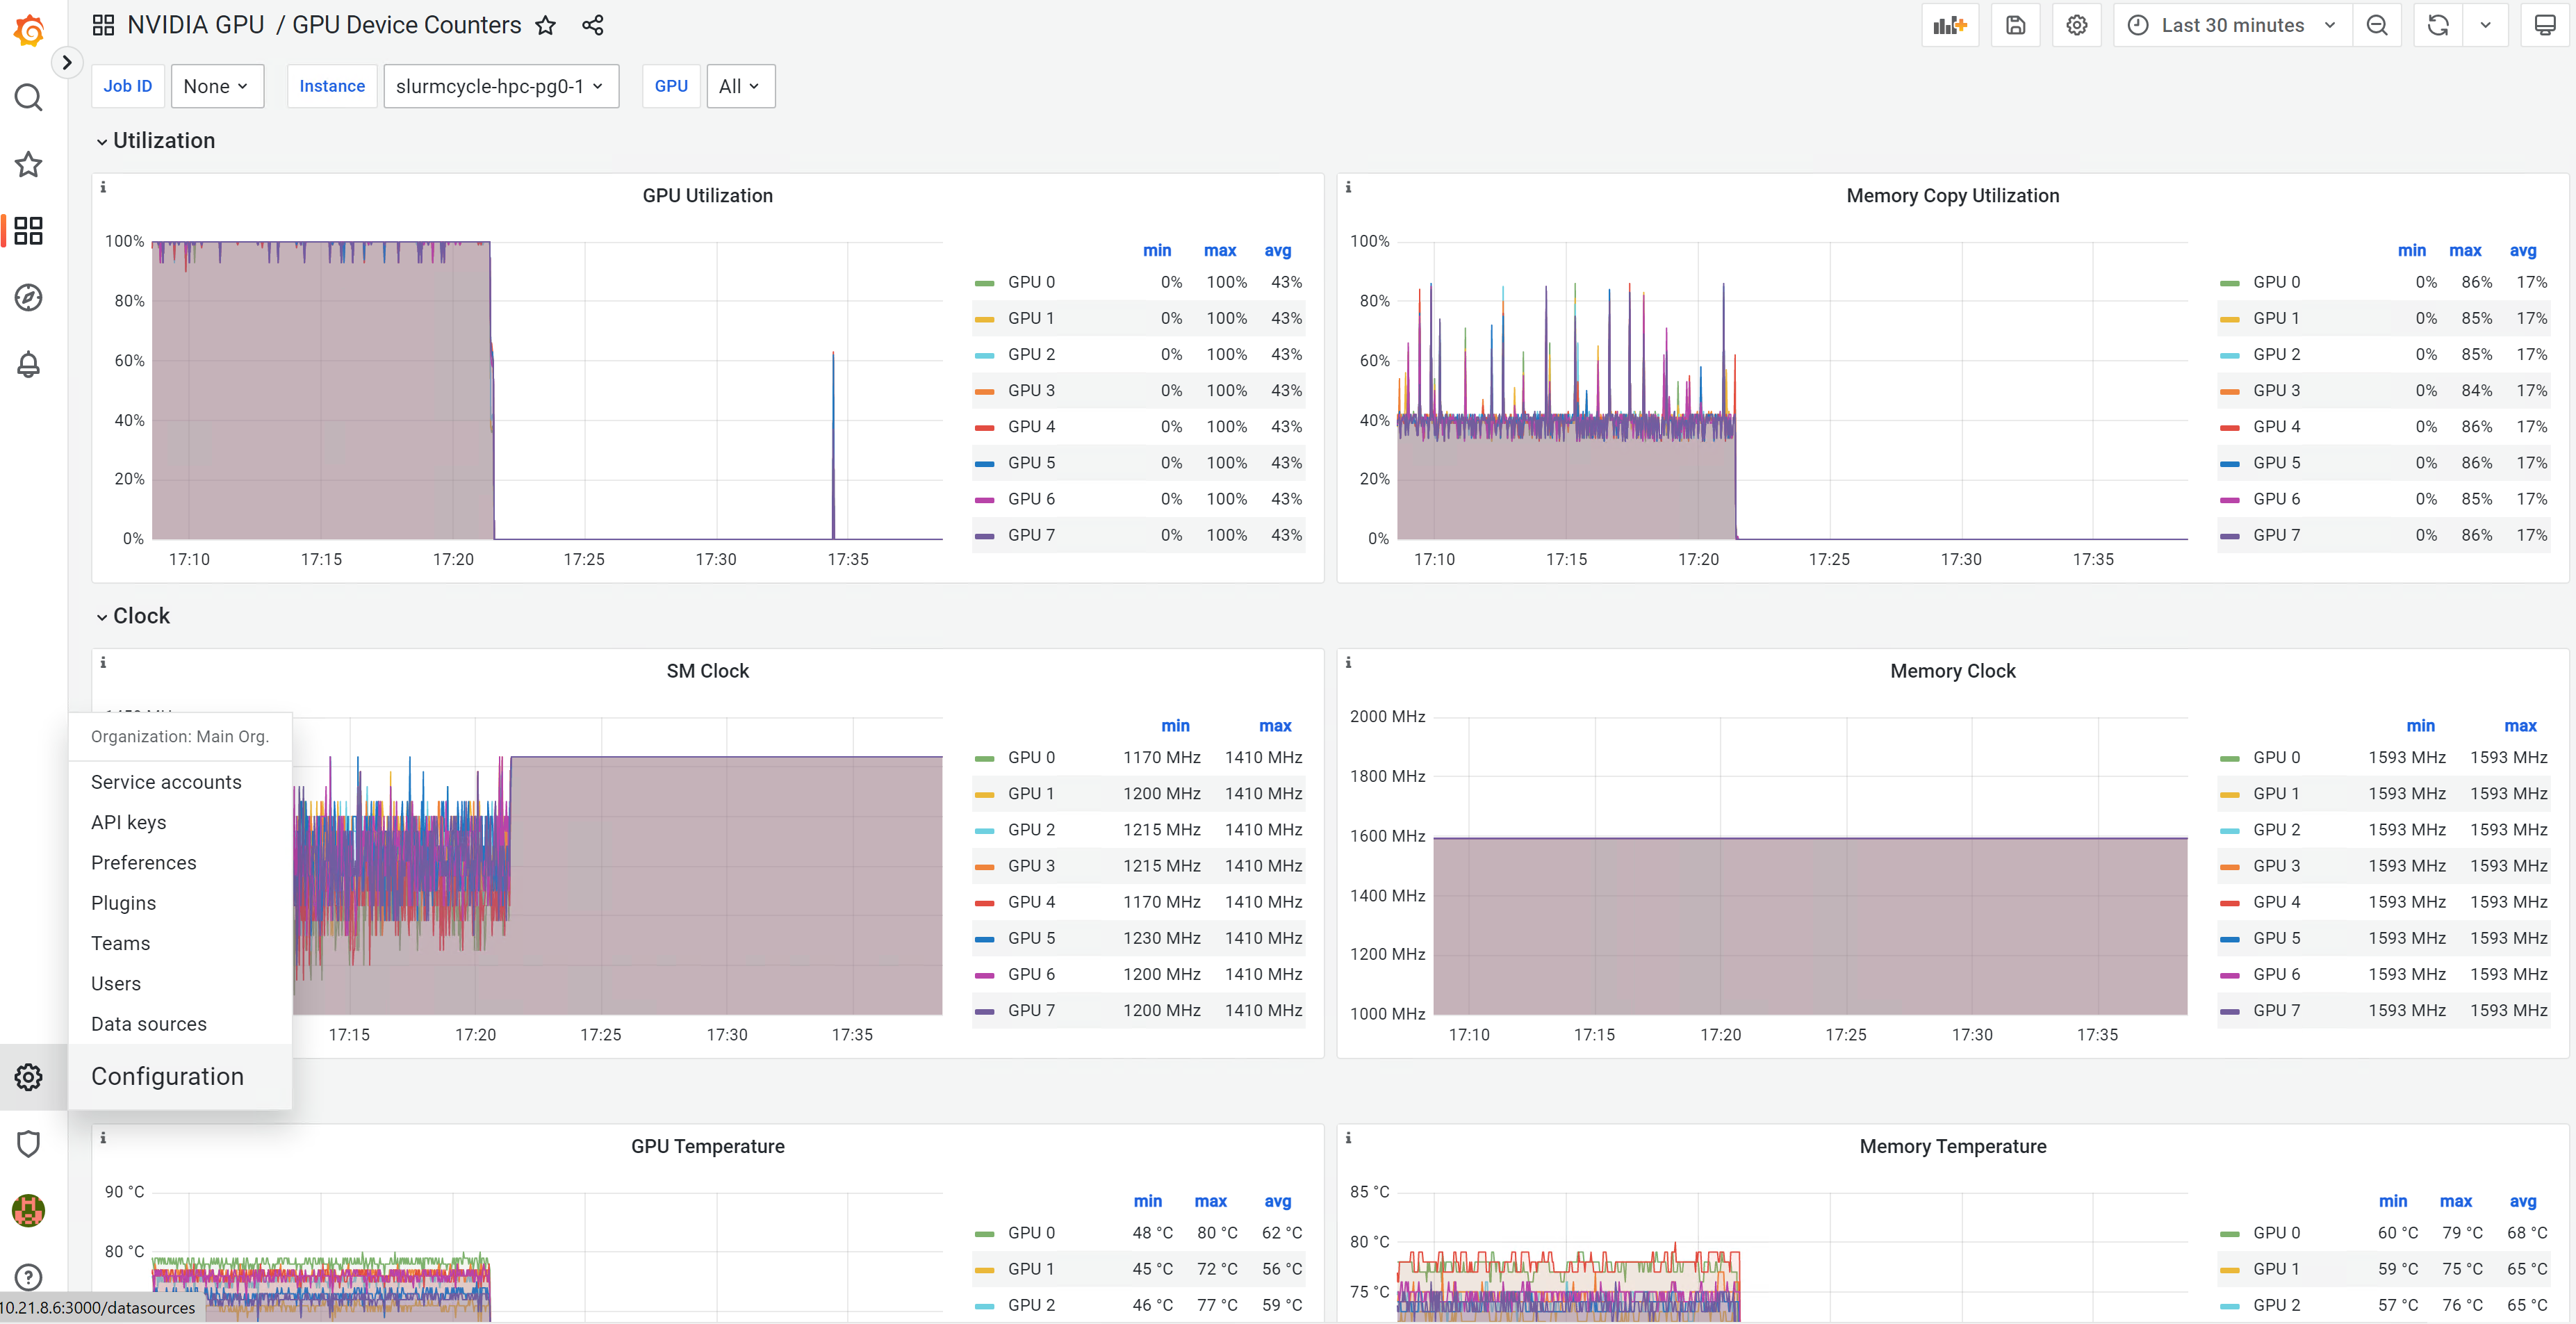 NVIDIA GPU / GPU Device Counters
Last 30 minutes
Job ID None Instance slurmcycle-hpc-pg0-1 GPU All
Utilization
GPU Utilization
100%
80%
60%
40%
20%
0%
17:10 17:15 17:20 17:25 17:30 17:35
min max avg
GPU 0 0% 100% 43%
GPU 1 0% 100% 43%
GPU 2 0% 100% 43%
GPU 3 0% 100% 43%
GPU 4 0% 100% 43%
GPU 5 0% 100% 43%
GPU 6 0% 100% 43%
GPU 7 0% 100% 43%
Memory Copy Utilization
100%
80%
60%
40%
20%
0%
17:10 17:15 17:20 17:25 17:30 17:35
min max avg
GPU 0 0% 86% 17%
GPU 1 0% 85% 17%
GPU 2 0% 85% 17%
GPU 3 0% 84% 17%
GPU 4 0% 86% 17%
GPU 5 0% 86% 17%
GPU 6 0% 85% 17%
GPU 7 0% 86% 17%
Clock
SM Clock
17:15 17:20 17:25 17:30 17:35
min max
GPU 0 1170 MHz 1410 MHz
GPU 1 1200 MHz 1410 MHz
GPU 2 1215 MHz 1410 MHz
GPU 3 1215 MHz 1410 MHz
GPU 4 1170 MHz 1410 MHz
GPU 5 1230 MHz 1410 MHz
GPU 6 1200 MHz 1410 MHz
GPU 7 1200 MHz 1410 MHz
Memory Clock
2000 MHz
1800 MHz
1600 MHz
1400 MHz
1200 MHz
1000 MHz
17:10 17:15 17:20 17:25 17:30 17:35
min max
GPU 0 1593 MHz 1593 MHz
GPU 1 1593 MHz 1593 MHz
GPU 2 1593 MHz 1593 MHz
GPU 3 1593 MHz 1593 MHz
GPU 4 1593 MHz 1593 MHz
GPU 5 1593 MHz 1593 MHz
GPU 6 1593 MHz 1593 MHz
GPU 7 1593 MHz 1593 MHz
Organization: Main Org.
Service accounts
API keys
Preferences
Plugins
Teams
Users
Data sources
Configuration
GPU Temperature
90 °C
80 °C
min max avg
GPU 0 48 °C 80 °C 62 °C
GPU 1 45 °C 72 °C 56 °C
GPU 2 46 °C 77 °C 59 °C
Memory Temperature
85 °C
80 °C
75 °C
min max avg
GPU 0 60 °C 79 °C 68 °C
GPU 1 59 °C 75 °C 65 °C
GPU 2 57 °C 76 °C 65 °C
10.21.8.6:3000/datasources